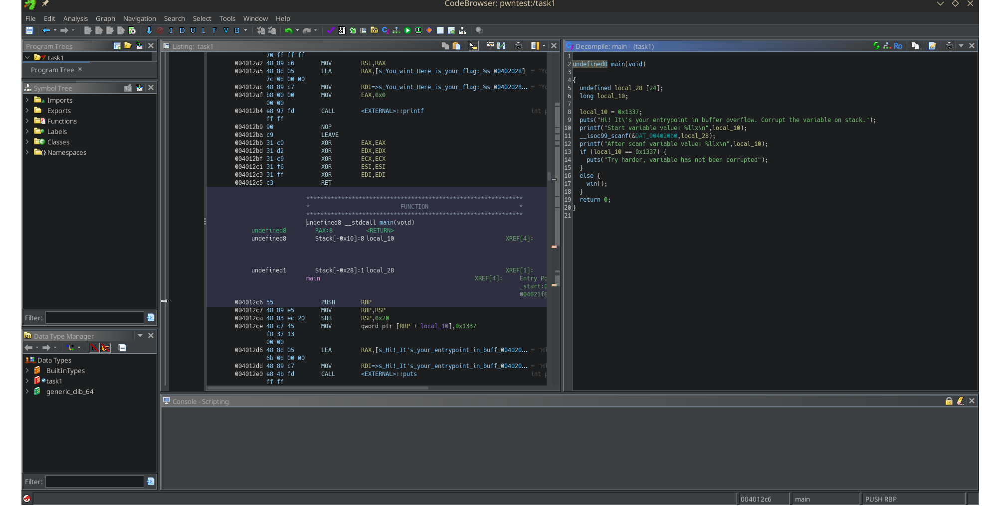 CodeBrowser: pwntest:/task1
File Edit Analysis Graph Navigation Search Select Tools Window Help
I D U L F V B
Program Trees
task1
Program Tree
Symbol Tree
Imports
Exports
Functions
Labels
Classes
Namespaces
Filter:
Data Type Manager
Data Types
BuiltInTypes
task1
generic_clib_64
Filter:
Listing: task1
70 ff ff ff
004012a2 48 89 c6 MOV RSI,RAX
004012a5 48 8d 05 LEA RAX,[s_You_win!_Here_is_your_flag:_%s_00402028] = "Yo
7c 0d 00 00
004012ac 48 89 c7 MOV RDI=>s_You_win!_Here_is_your_flag:_%s_00402028... = "Yo
004012af b8 00 00 MOV EAX,0x0
00 00
004012b4 e8 97 fd CALL <EXTERNAL>::printf int p
ff ff
004012b9 90 NOP
004012ba c9 LEAVE
004012bb 31 c0 XOR EAX,EAX
004012bd 31 d2 XOR EDX,EDX
004012bf 31 c9 XOR ECX,ECX
004012c1 31 f6 XOR ESI,ESI
004012c3 31 ff XOR EDI,EDI
004012c5 c3 RET
**************************************************************
* FUNCTION *
**************************************************************
undefined8 __stdcall main(void)
undefined8 RAX:8 <RETURN>
undefined8 Stack[-0x10]:8 local_10 XREF[4]:
undefined1 Stack[-0x28]:1 local_28 XREF[1]:
main XREF[4]: Entry Po
_start:0
004021f8
004012c6 55 PUSH RBP
004012c7 48 89 e5 MOV RBP,RSP
004012ca 48 83 ec 20 SUB RSP,0x20
004012ce 48 c7 45 MOV qword ptr [RBP + local_10],0x1337
f8 37 13
00 00
004012d6 48 8d 05 LEA RAX,[s_Hi!_It's_your_entrypoint_in_buff_004020... = "Hi
6b 0d 00 00
004012dd 48 89 c7 MOV RDI=>s_Hi!_It's_your_entrypoint_in_buff_004020... = "Hi
004012e0 e8 4b fd CALL <EXTERNAL>::puts int p
ff ff
Decompile: main - (task1)
Ro
1
2 undefined8 main(void)
3
4 {
5 undefined local_28 [24];
6 long local_10;
7
8 local_10 = 0x1337;
9 puts("Hi! It\'s your entrypoint in buffer overflow. Corrupt the variable on stack.");
10 printf("Start variable value: %llx\n",local_10);
11 __isoc99_scanf(&DAT_004020b0,local_28);
12 printf("After scanf variable value: %llx\n",local_10);
13 if (local_10 == 0x1337) {
14 puts("Try harder, variable has not been corrupted");
15 }
16 else {
17 win();
18 }
19 return 0;
20 }
21
Console - Scripting
004012c6 main PUSH RBP